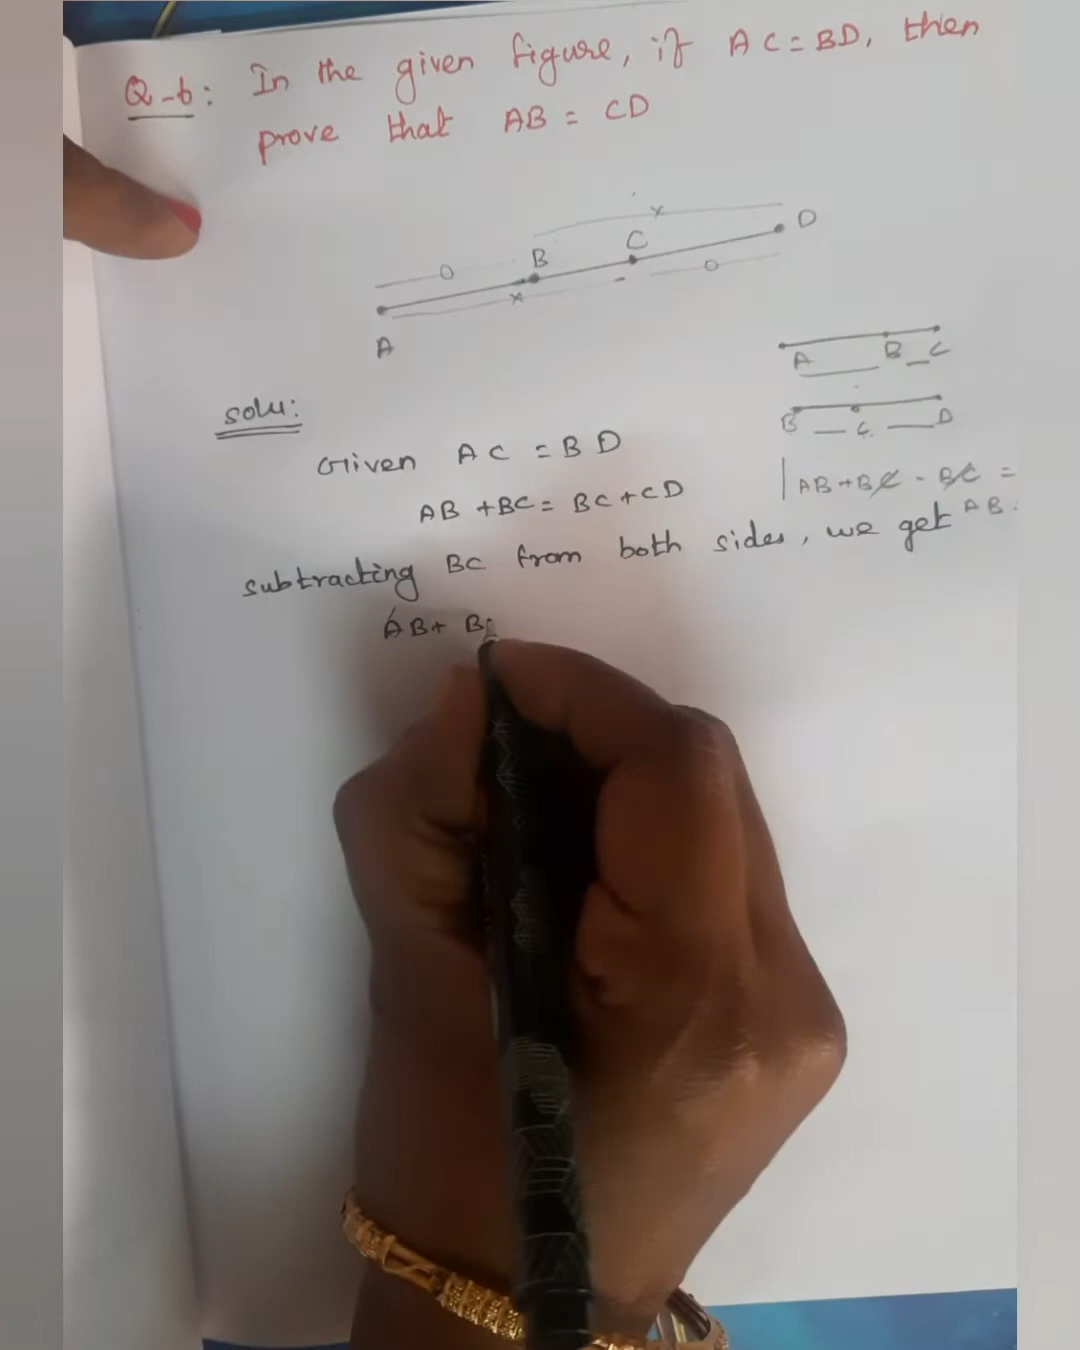 Q-6: In the given figure, if AC = BD, then
prove that AB = CD
B C D
A
A B C
B C D
solu:
Given AC = BD
AB + BC = BC + CD
AB + BC - BC =
AB
subtracting BC from both sides, we get
AB + BC